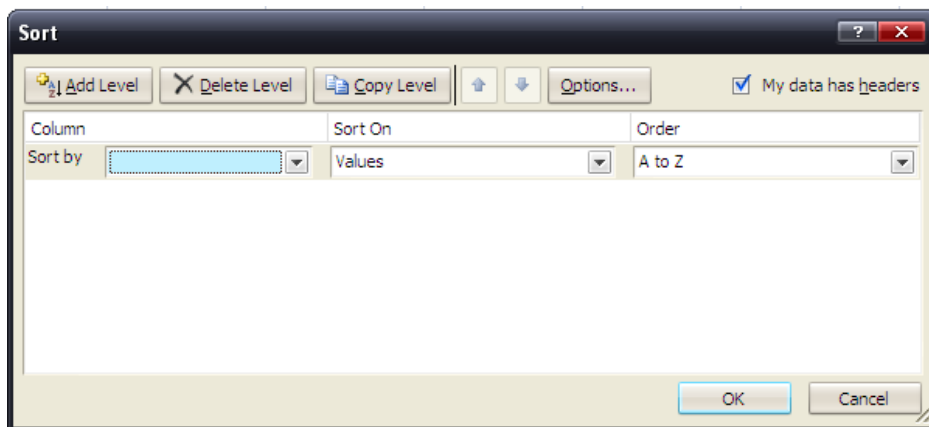 Sort
Add Level Delete Level Copy Level Options... My data has headers
Column Sort On Order
Sort by Values A to Z
OK Cancel